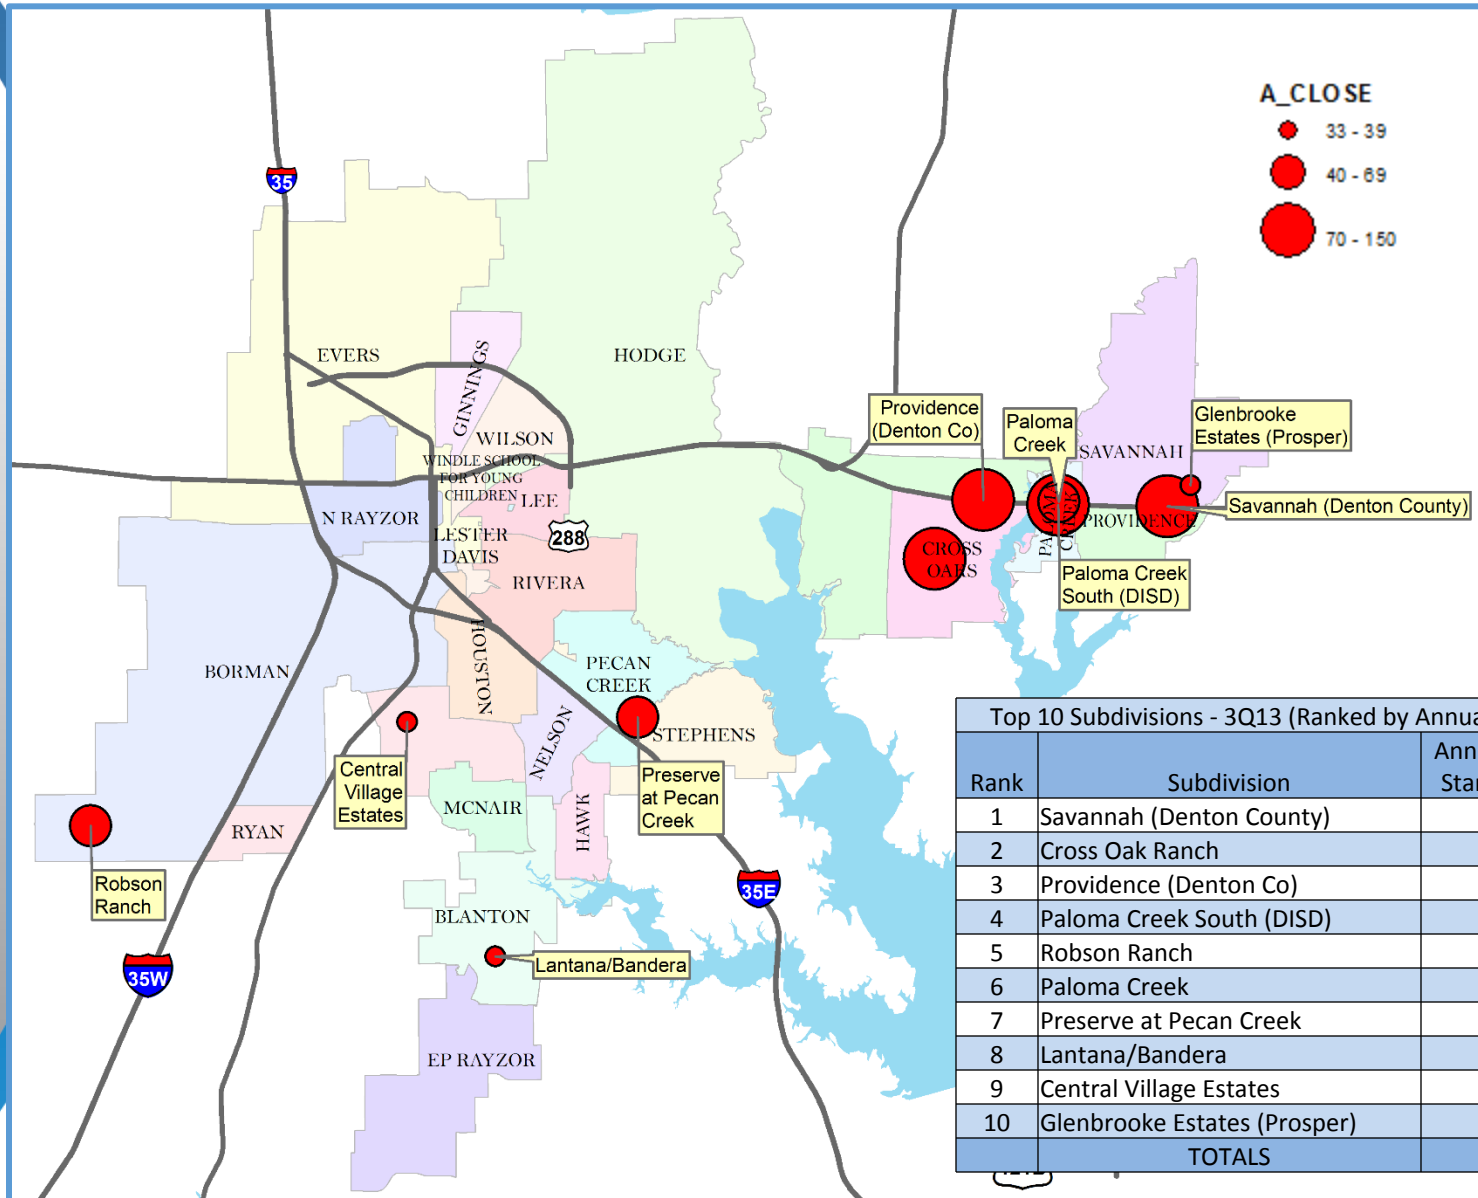 A_CLOSE
33 - 39
40 - 69
70 - 150
35
EVERS
GINNINGS
HODGE
WILSON
WINDLE SCHOOL
FOR YOUNG
CHILDREN
LEE
N RAYZOR
LESTER
DAVIS
288
RIVERA
Providence
(Denton Co)
Paloma
Creek
SAVANNAH
Glenbrooke
Estates (Prosper)
Savannah (Denton County)
PROVIDENCE
PALOMA
CREEK
CROSS
OAKS
Paloma Creek
South (DISD)
BORMAN
HOUSTON
PECAN
CREEK
STEPHENS
NELSON
Central
Village
Estates
MCNAIR
HAWK
Preserve
at Pecan
Creek
RYAN
Robson
Ranch
35E
BLANTON
35W
Lantana/Bandera
EP RAYZOR
Top 10 Subdivisions - 3Q13 (Ranked by Annua
Rank Subdivision Ann Star
1 Savannah (Denton County)
2 Cross Oak Ranch
3 Providence (Denton Co)
4 Paloma Creek South (DISD)
5 Robson Ranch
6 Paloma Creek
7 Preserve at Pecan Creek
8 Lantana/Bandera
9 Central Village Estates
10 Glenbrooke Estates (Prosper)
TOTALS